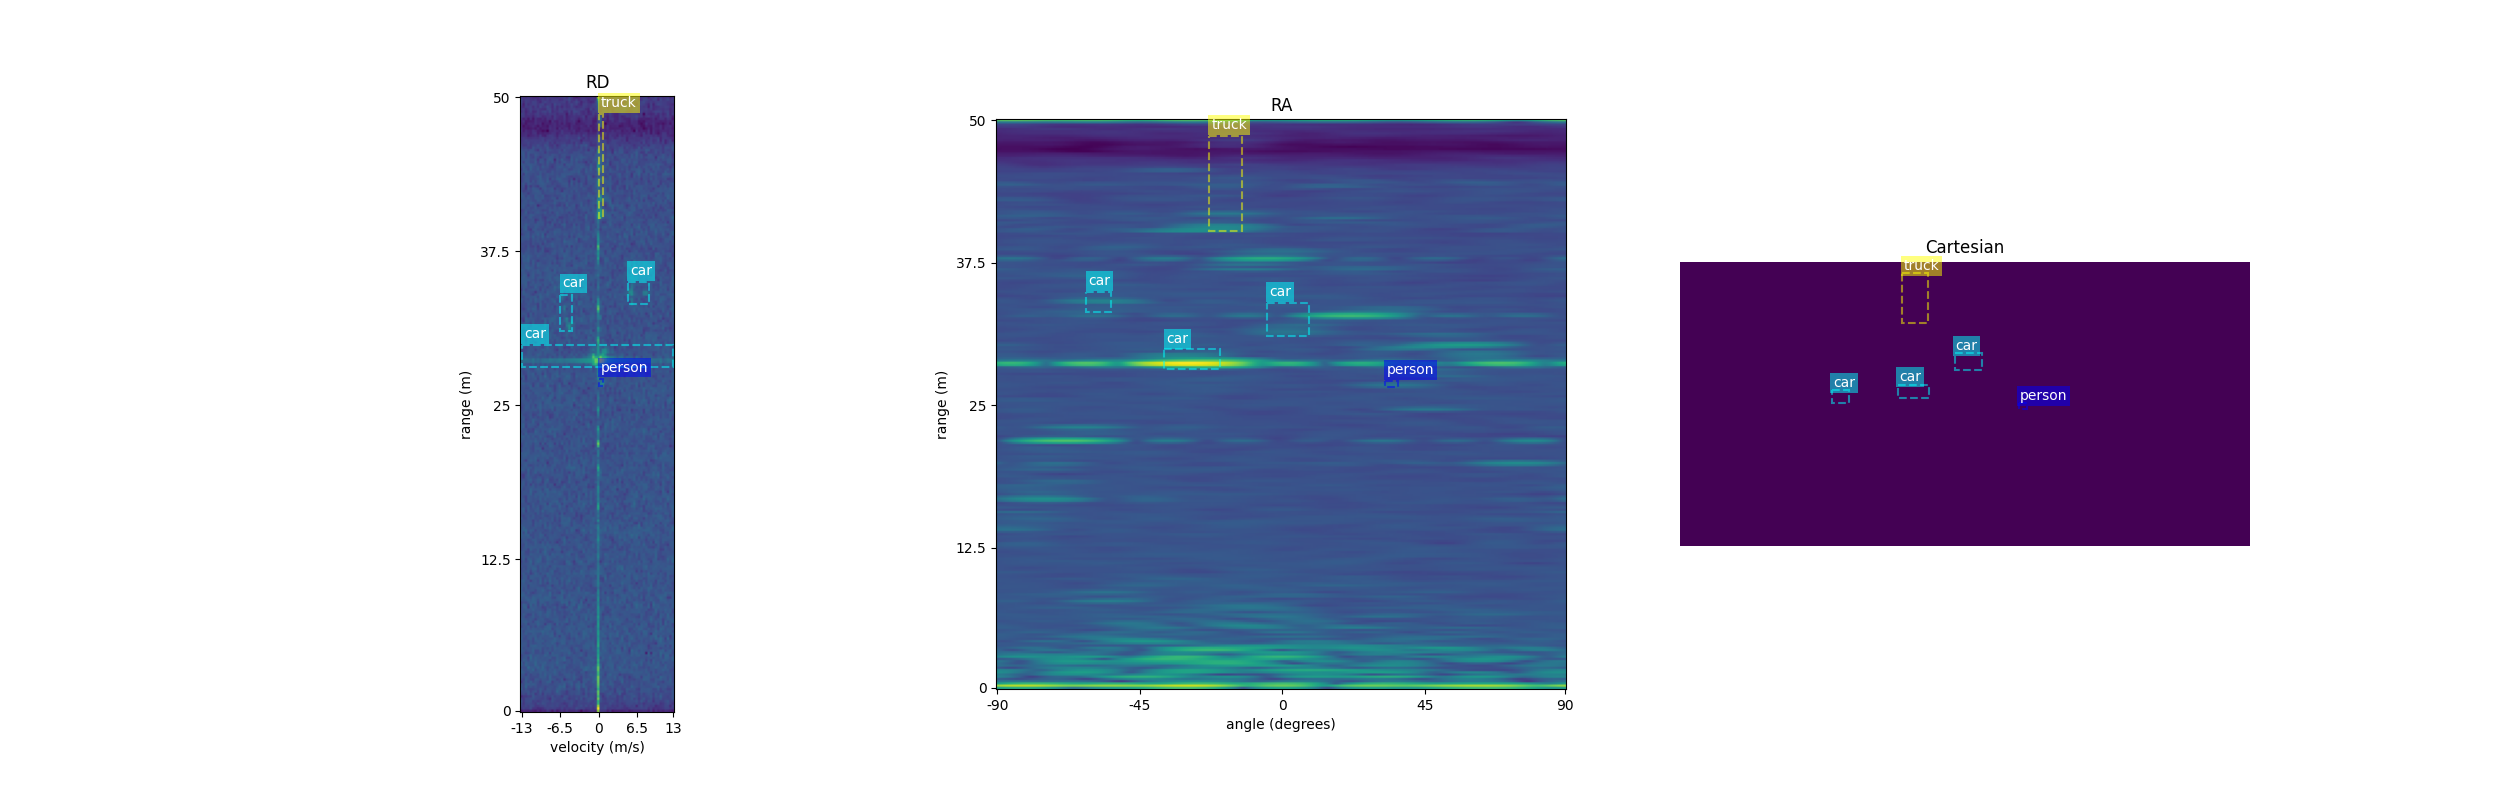 RD
truck
car
car
car
person
50
37.5
25
12.5
0
range (m)
-13 -6.5 0 6.5 13
velocity (m/s)
RA
truck
car
car
car
person
50
37.5
25
12.5
0
range (m)
-90 -45 0 45 90
angle (degrees)
Cartesian
truck
car
car
car
person